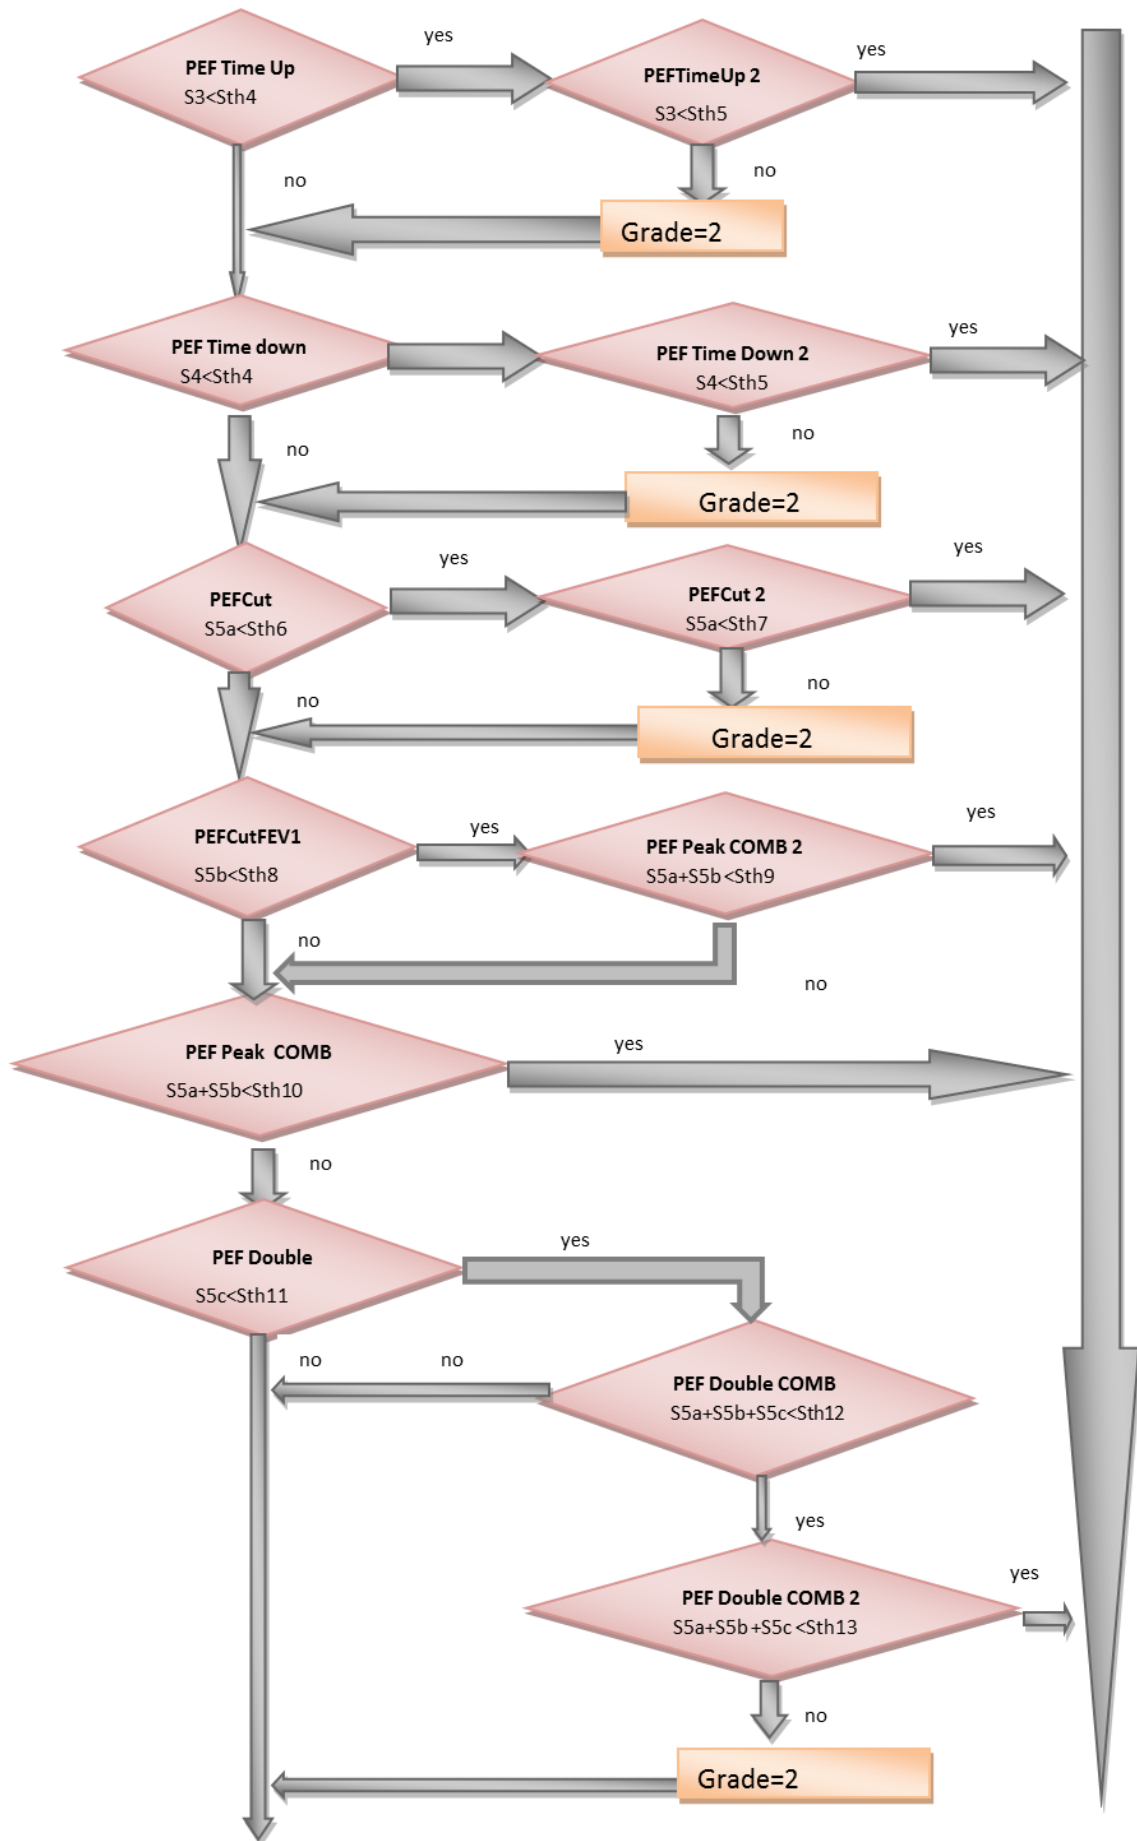 yes
yes
PEF Time Up
S3<Sth4
PEFTimeUp 2
S3<Sth5
no
no
Grade=2
yes
PEF Time down
S4<Sth4
PEF Time Down 2
S4<Sth5
no
no
Grade=2
yes
yes
PEFCut
S5a<Sth6
PEFCut 2
S5a<Sth7
no
no
Grade=2
yes
yes
PEFCutFEV1
S5b<Sth8
PEF Peak COMB 2
S5a+S5b <Sth9
no
no
PEF Peak COMB
S5a+S5b<Sth10
yes
no
PEF Double
S5c<Sth11
yes
no
no
PEF Double COMB
S5a+S5b+S5c<Sth12
yes
PEF Double COMB 2
S5a+S5b +S5c <Sth13
yes
no
Grade=2